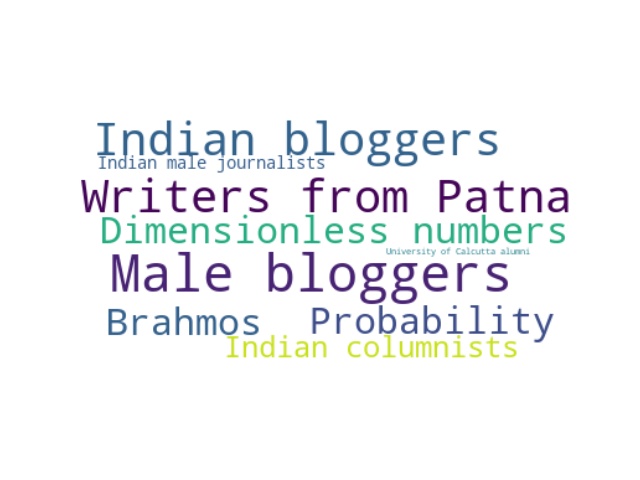 Indian bloggers
Indian male journalists
Writers from Patna
Dimensionless numbers
University of Calcutta alumni
Male bloggers
Brahmos Probability
Indian columnists